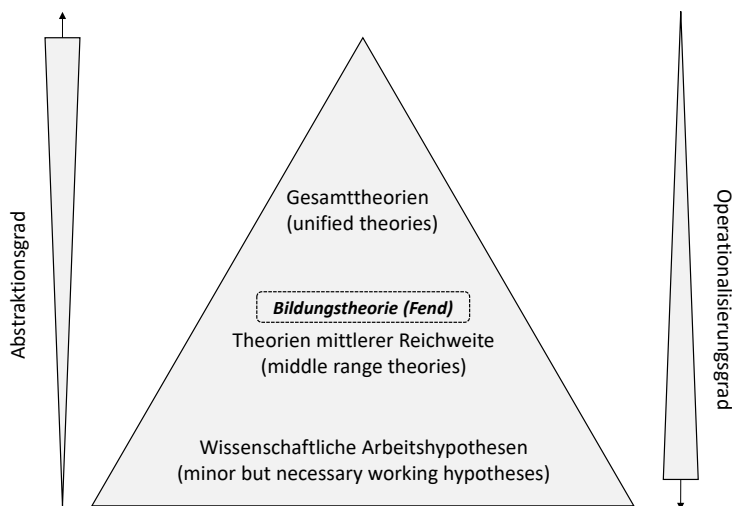 Abstraktionsgrad
Gesamttheorien
(unified theories)
Bildungstheorie (Fend)
Theorien mittlerer Reichweite
(middle range theories)
Wissenschaftliche Arbeitshypothesen
(minor but necessary working hypotheses)
Operationalisierungsgrad